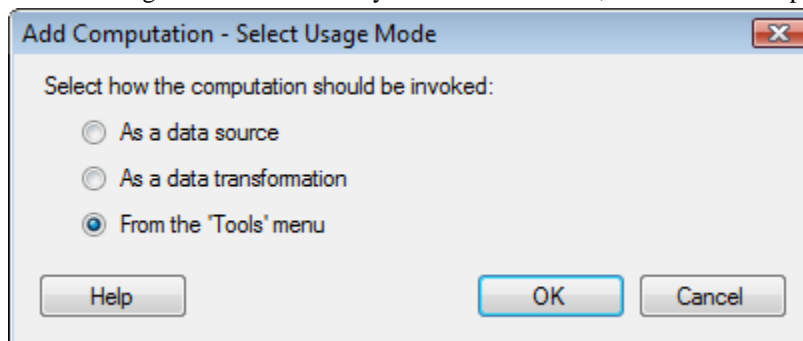 Add Computation - Select Usage Mode
Select how the computation should be invoked:
As a data source
As a data transformation
From the 'Tools' menu
Help OK Cancel